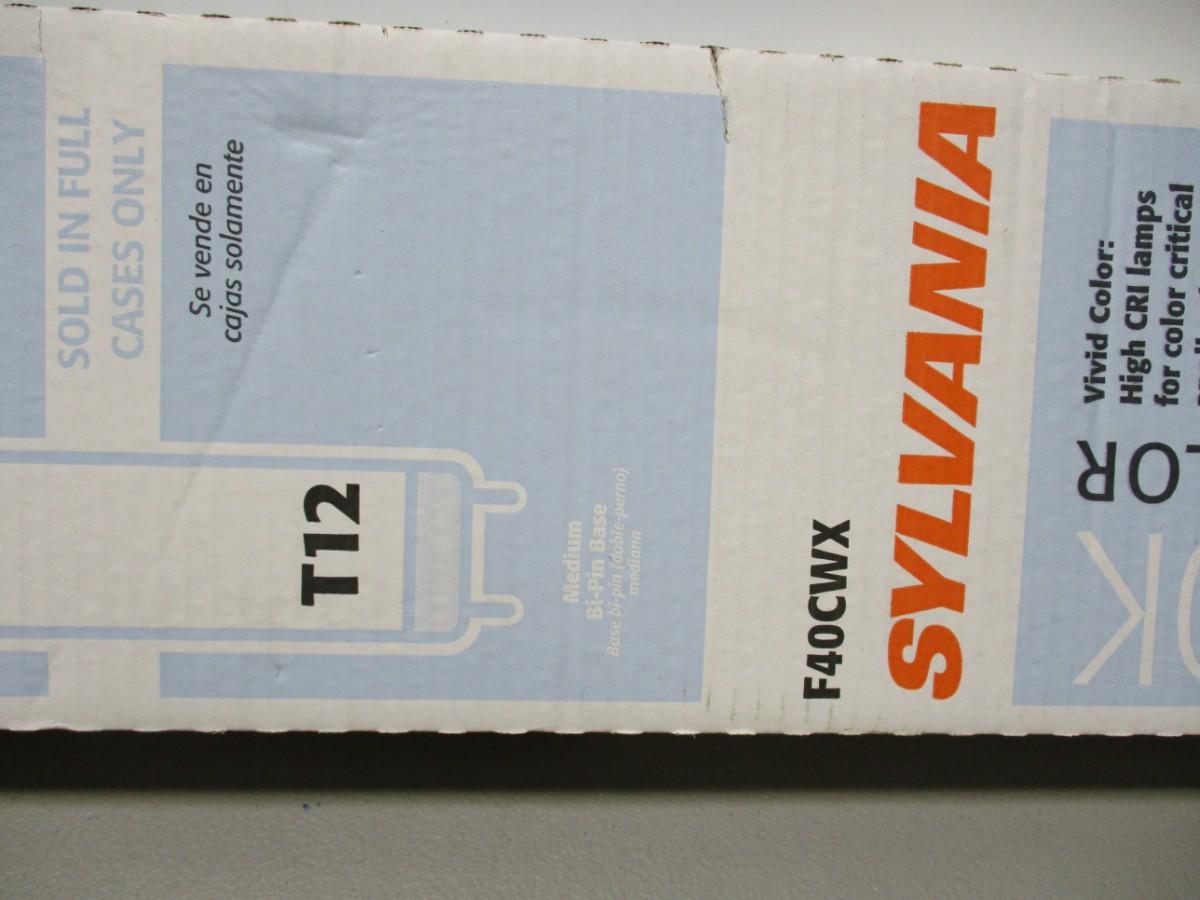 SOLD IN FULL
CASES ONLY
Se vende en
cajas solamente
T12
Medium
Bi-Pin Base
Base bi-pin (doble-perno)
mediana
F40CWX
SYLVANIA
Vivid Color:
High CRI lamps
for color critical
OR
K